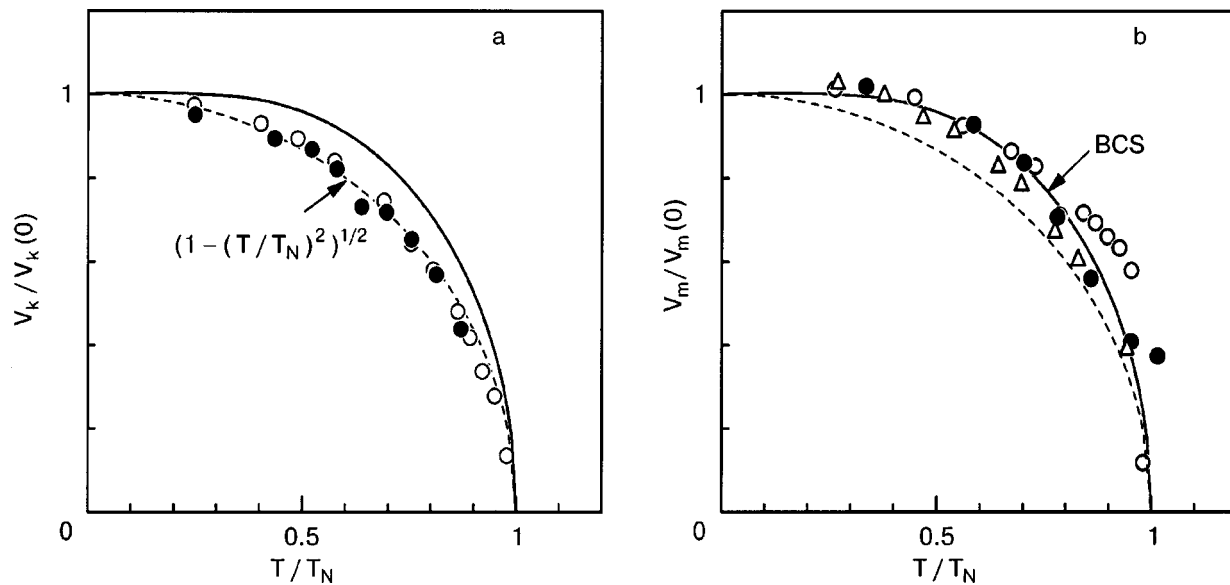 a
1
V_k / V_k (0)
(1 – (T / T_N)²)^1/2
0
0.5
1
T / T_N
b
1
V_m / V_m (0)
BCS
0
0.5
1
T / T_N